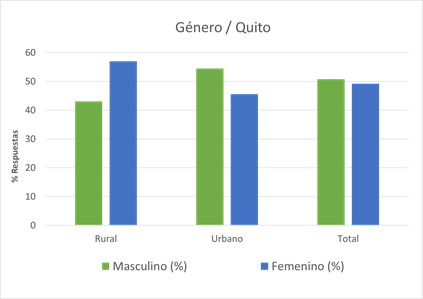 Género / Quito
60
50
40
30
20
10
0
% Respuestas
Rural Urbano Total
Masculino (%) Femenino (%)